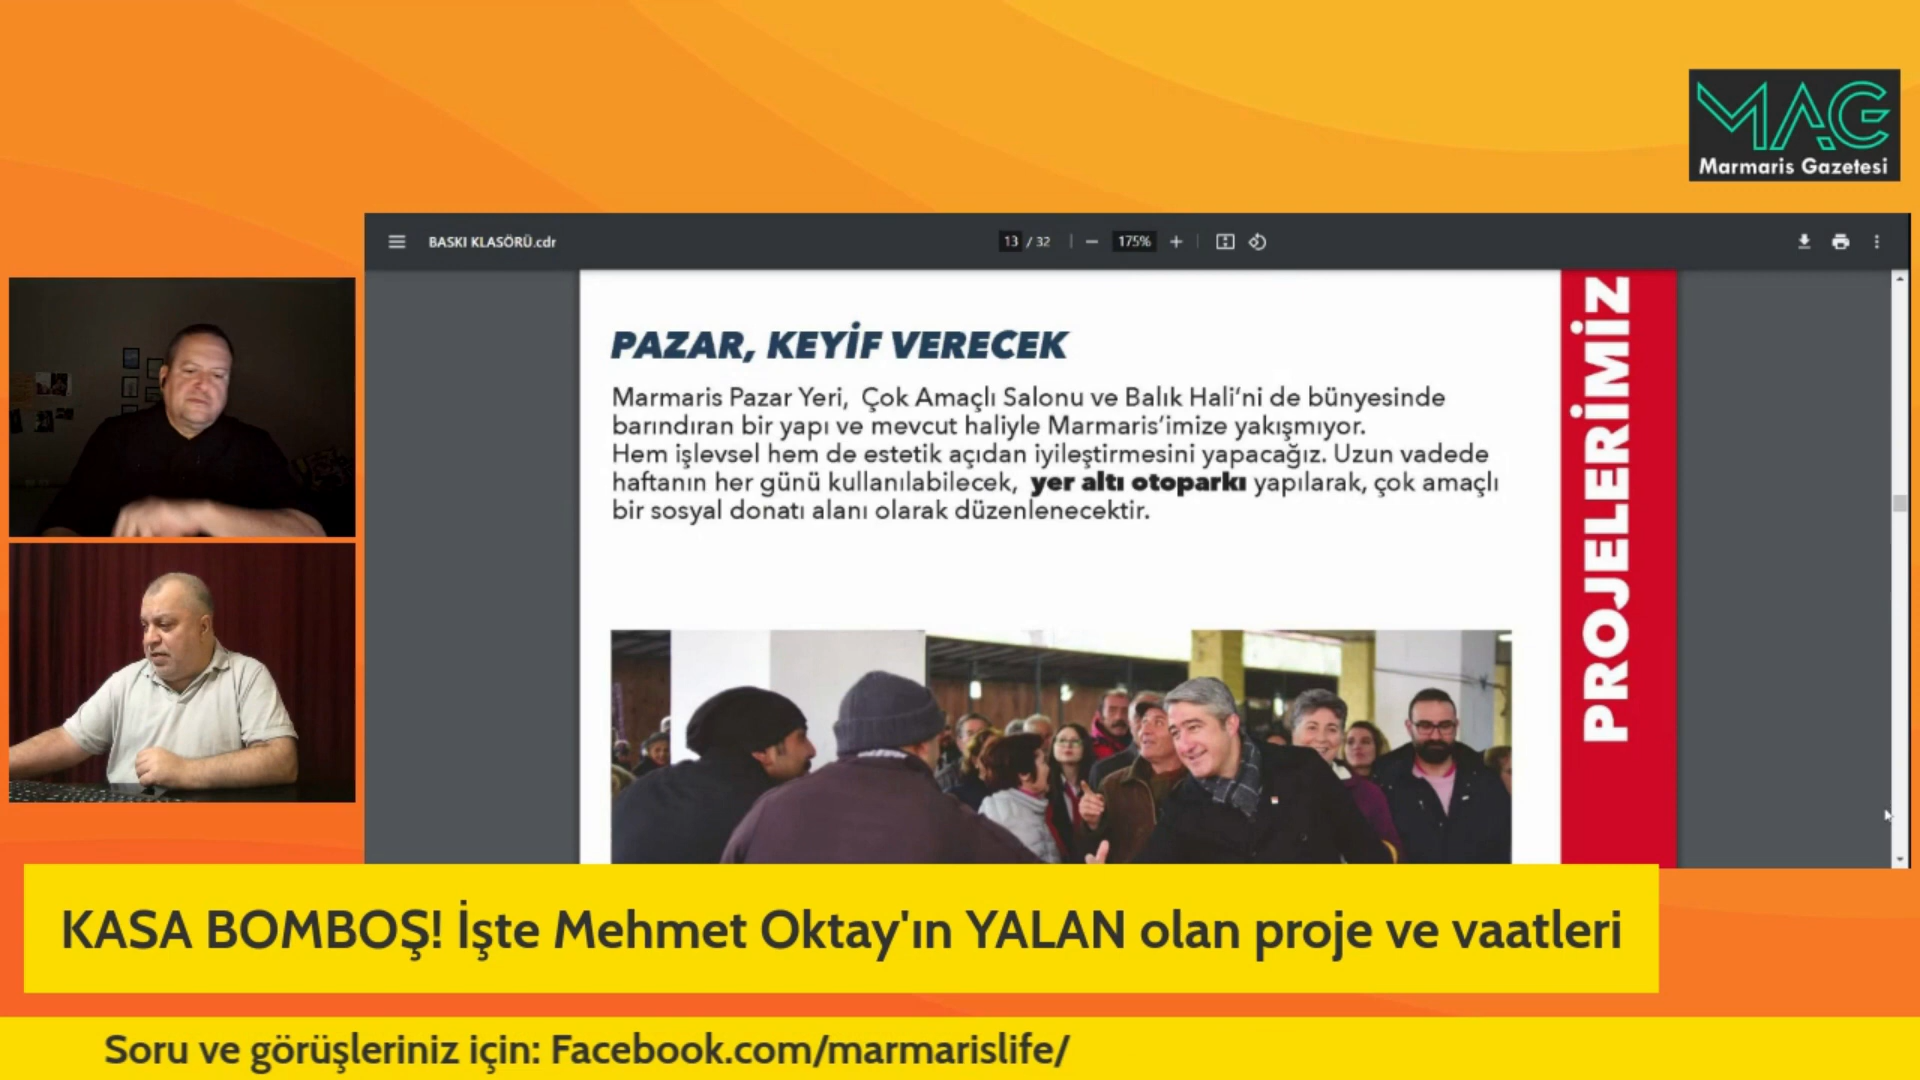 MAG
Marmaris Gazetesi
BASKI KLASÖRÜ.cdr
13 / 32
175%
PAZAR, KEYİF VERECEK
Marmaris Pazar Yeri, Çok Amaçlı Salonu ve Balık Hali'ni de bünyesinde
barındıran bir yapı ve mevcut haliyle Marmaris'imize yakışmıyor.
Hem işlevsel hem de estetik açıdan iyileştirmesini yapacağız. Uzun vadede
haftanın her günü kullanılabilecek, yer altı otoparkı yapılarak, çok amaçlı
bir sosyal donatı alanı olarak düzenlenecektir.
PROJELERİMİZ
KASA BOMBOŞ! İşte Mehmet Oktay'ın YALAN olan proje ve vaatleri
Soru ve görüşleriniz için: Facebook.com/marmarislife/